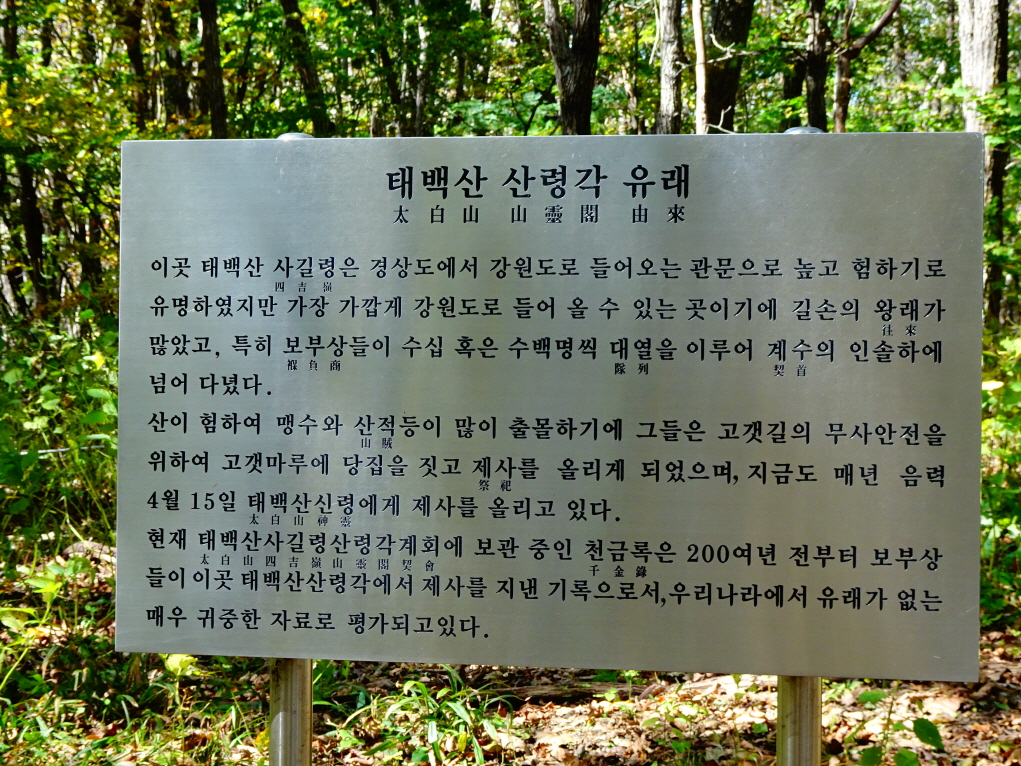 태백산 산령각 유래
太白山 山靈閣 由來
이곳 태백산 사길령은 경상도에서 강원도로 들어오는 관문으로 높고 험하기로
四吉嶺
유명하였지만 가장 가깝게 강원도로 들어 올 수 있는 곳이기에 길손의 왕래가
往來
많았고, 특히 보부상들이 수십 혹은 수백명씩 대열을 이루어 계수의 인솔하에
褓負商 隊列 契首
넘어 다녔다.
산이 험하여 맹수와 산적등이 많이 출몰하기에 그들은 고갯길의 무사안전을
山賊
위하여 고갯마루에 당집을 짓고 제사를 올리게 되었으며, 지금도 매년 음력
祭祀
4월 15일 태백산신령에게 제사를 올리고 있다.
太白山神靈
현재 태백산사길령산령각계회에 보관 중인 천금록은 200여년 전부터 보부상
太白山四吉嶺山靈閣契會 千金錄
들이 이곳 태백산산령각에서 제사를 지낸 기록으로서, 우리나라에서 유래가 없는
매우 귀중한 자료로 평가되고있다.